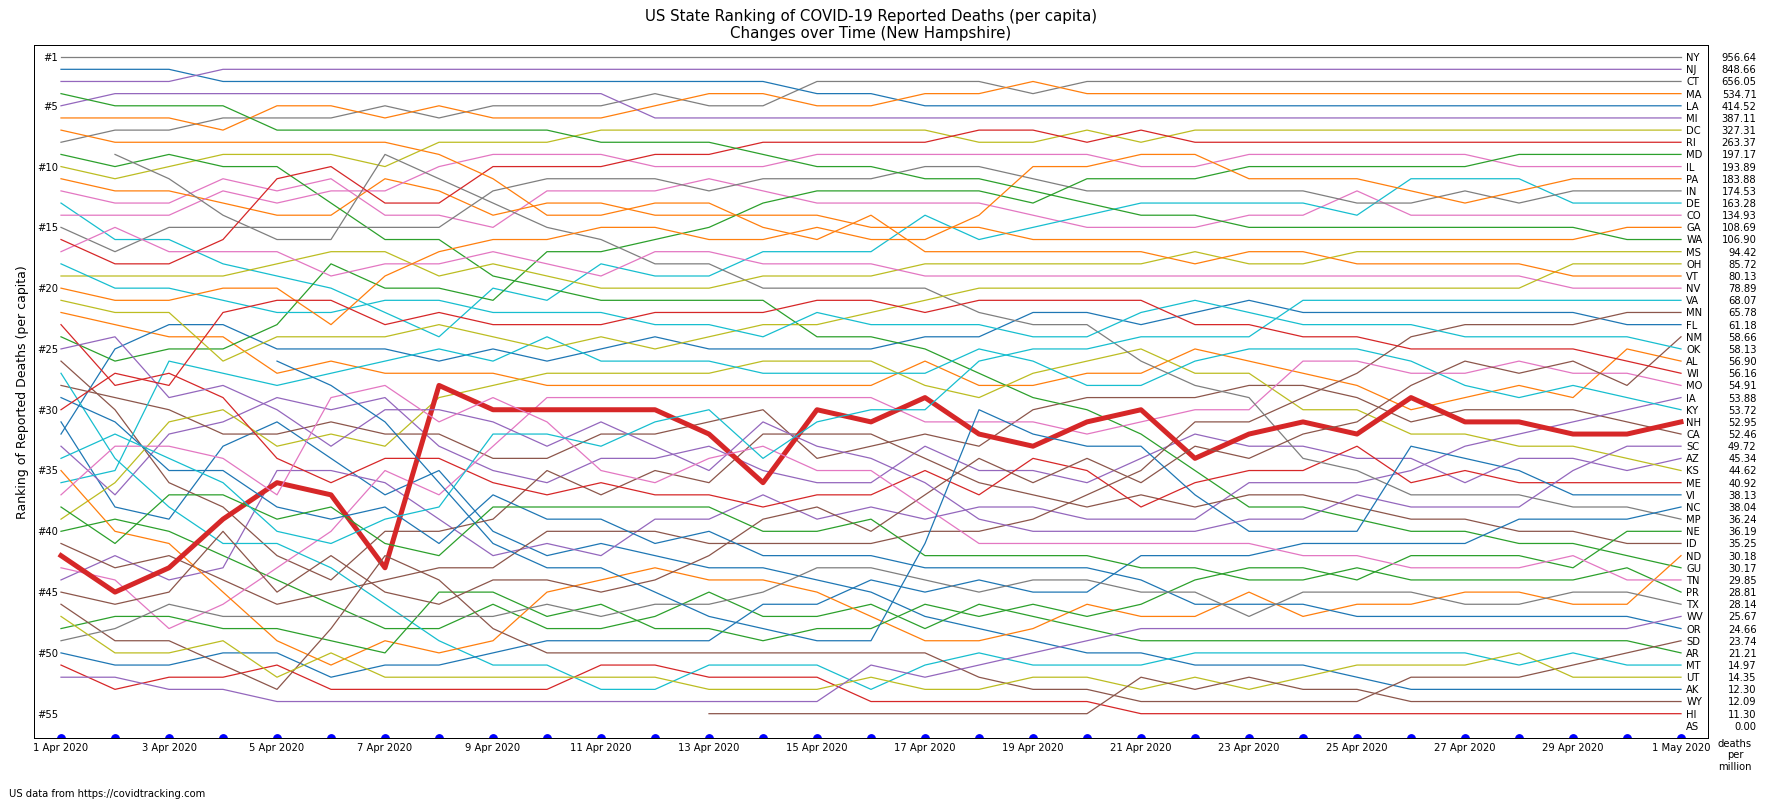 US State Ranking of COVID-19 Reported Deaths (per capita)
Changes over Time (New Hampshire)
Ranking of Reported Deaths (per capita)
#1
#5
#10
#15
#20
#25
#30
#35
#40
#45
#50
#55
NY 956.64
NJ 848.66
CT 656.05
MA 534.71
LA 414.52
MI 387.11
DC 327.31
RI 263.37
MD 197.17
IL 193.89
PA 183.88
IN 174.53
DE 163.28
CO 134.93
GA 108.69
WA 106.90
MS 94.42
OH 85.72
VT 80.13
NV 78.89
VA 68.07
MN 65.78
FL 61.18
NM 58.66
OK 58.13
AL 56.90
WI 56.16
MO 54.91
IA 53.88
KY 53.72
NH 52.95
CA 52.46
SC 49.72
AZ 45.34
KS 44.62
ME 40.92
VI 38.13
NC 38.04
MP 36.24
NE 36.19
ID 35.25
ND 30.18
GU 30.17
TN 29.85
PR 28.81
TX 28.14
WV 25.67
OR 24.66
SD 23.74
AR 21.21
MT 14.97
UT 14.35
AK 12.30
WY 12.09
HI 11.30
AS 0.00
1 Apr 2020 3 Apr 2020 5 Apr 2020 7 Apr 2020 9 Apr 2020 11 Apr 2020 13 Apr 2020 15 Apr 2020 17 Apr 2020 19 Apr 2020 21 Apr 2020 23 Apr 2020 25 Apr 2020 27 Apr 2020 29 Apr 2020 1 May 2020
deaths
per
million
US data from https://covidtracking.com